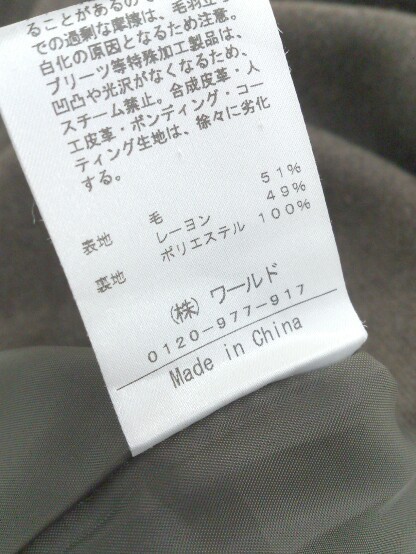 ることがあるので
での過剰な摩擦は、毛羽立ち
白化の原因となるため注意。
プリーツ等特殊加工製品は、
凹凸や光沢がなくなるため、
スチーム禁止。合成皮革・人
工皮革・ボンディング・コー
ティング生地は、徐々に劣化
する。
表地 毛 51%
レーヨン 49%
裏地 ポリエステル 100%
(株) ワールド
0120-977-917
Made in China